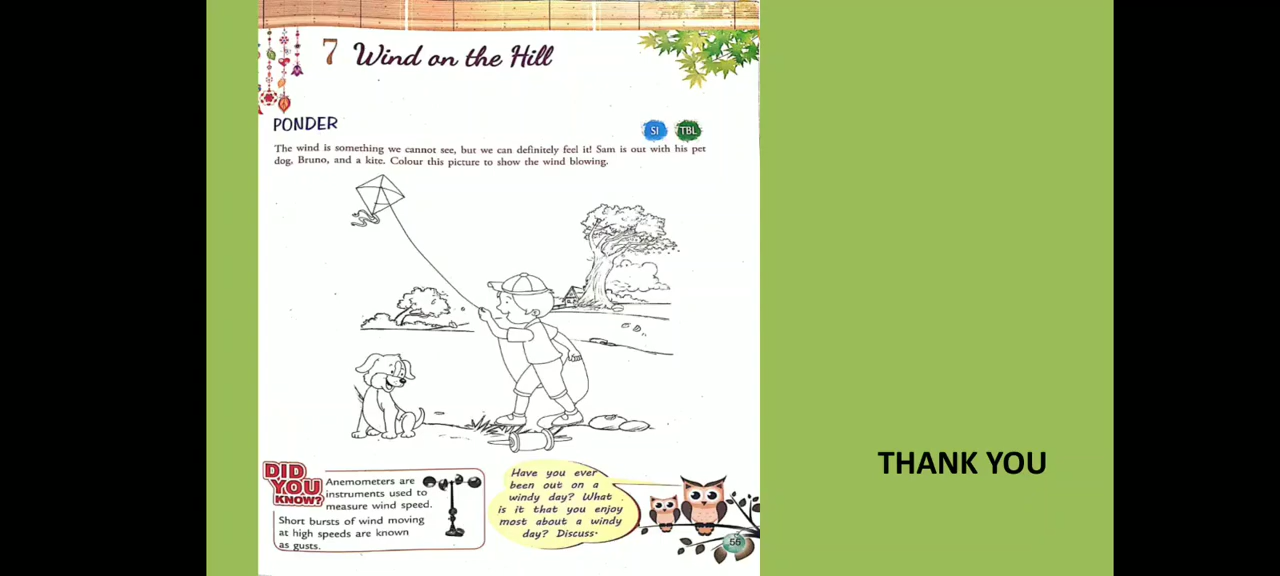 7 Wind on the Hill
PONDER
SI TBL
The wind is something we cannot see, but we can definitely feel it! Sam is out with his pet
dog, Bruno, and a kite. Colour this picture to show the wind blowing.
DID
YOU
KNOW?
Anemometers are
instruments used to
measure wind speed.
Short bursts of wind moving
at high speeds are known
as gusts.
Have you ever
been out on a
windy day? What
is it that you enjoy
most about a windy
day? Discuss.
56
THANK YOU